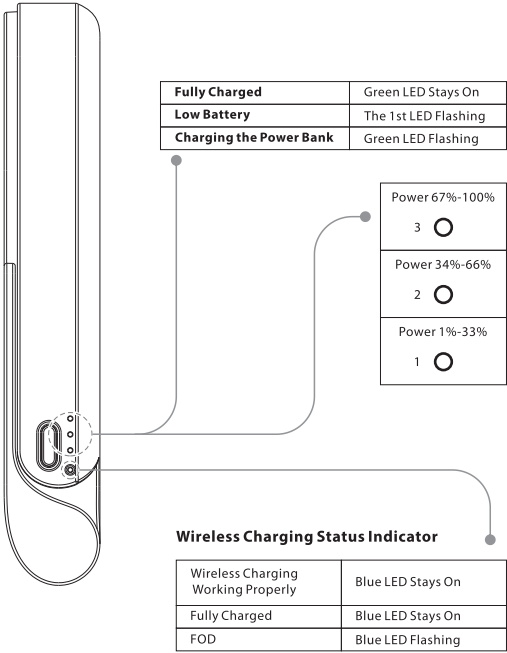 Fully Charged Green LED Stays On
Low Battery The 1st LED Flashing
Charging the Power Bank Green LED Flashing
Power 67%-100%
3
Power 34%-66%
2
Power 1%-33%
1
Wireless Charging Status Indicator
Wireless Charging
Working Properly Blue LED Stays On
Fully Charged Blue LED Stays On
FOD Blue LED Flashing